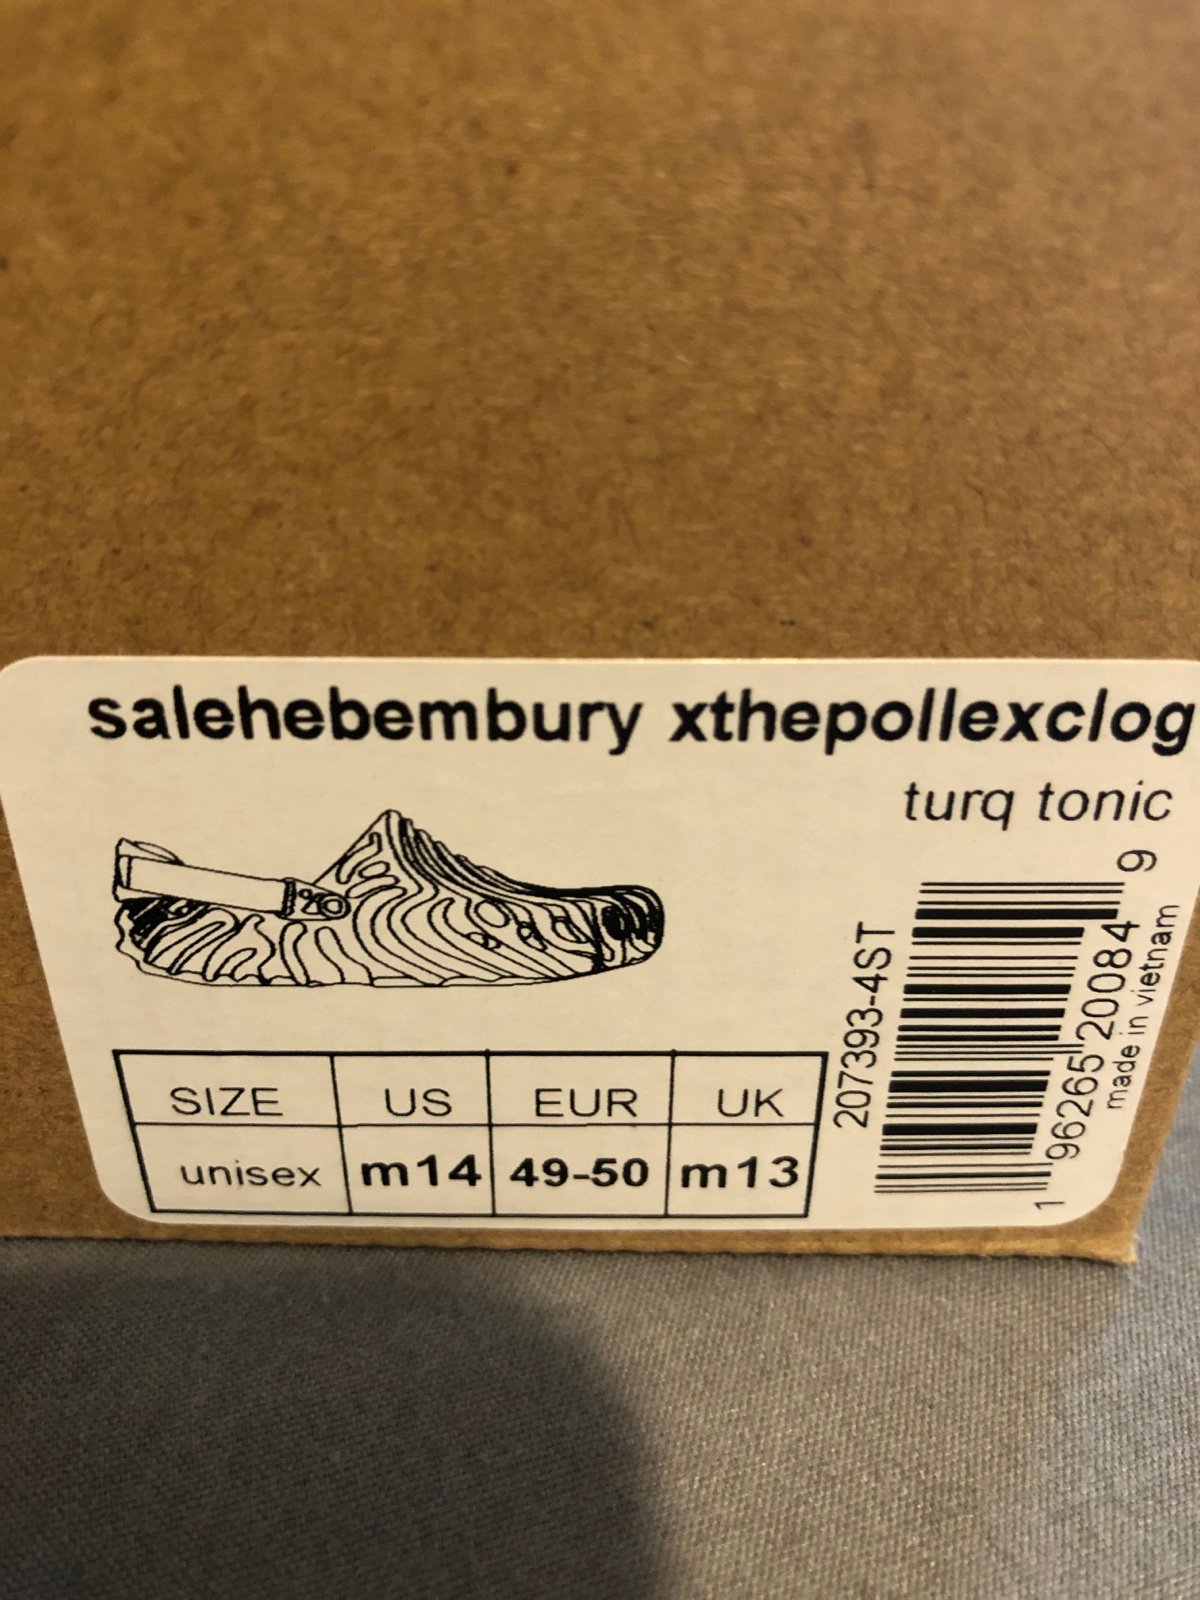 salehebembury xthepollexclog
turq tonic
SIZE US EUR UK
unisex m14 49-50 m13
207393-4ST
1 96265 20084 9
made in vietnam